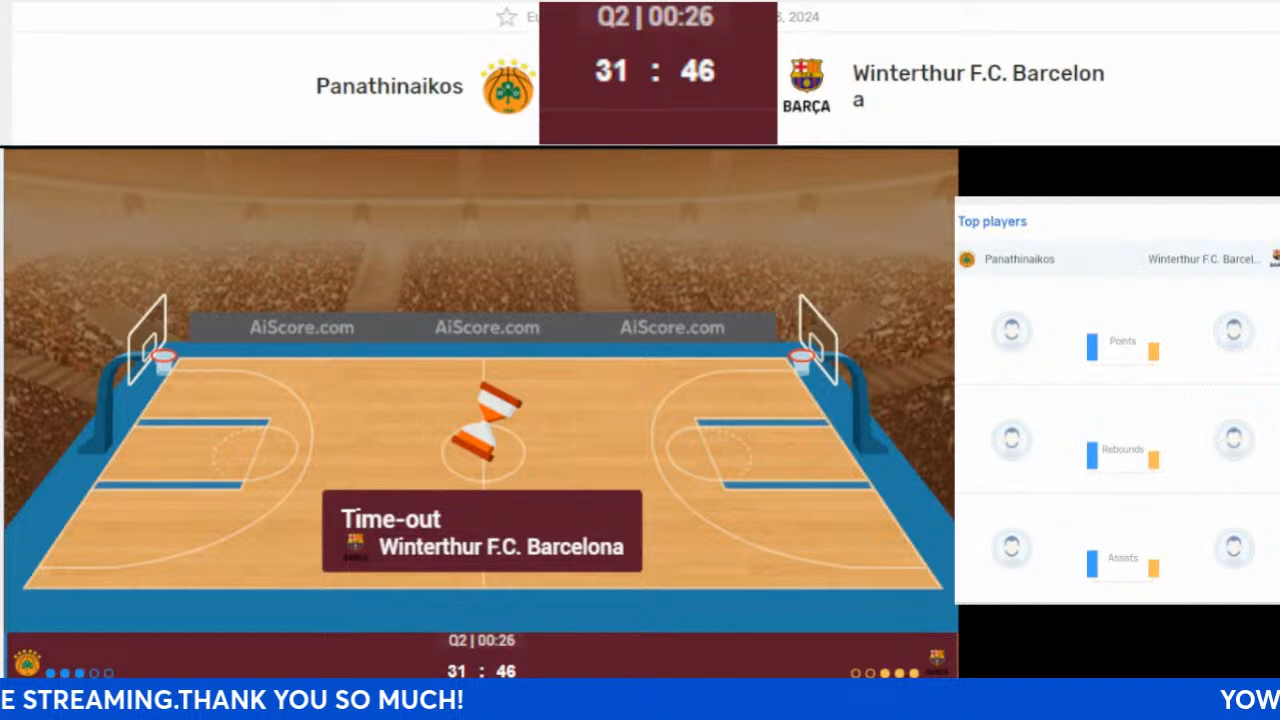 Q2 | 00:26
, 2024
31 : 46
Panathinaikos
BARÇA
Winterthur F.C. Barcelon
a
Top players
Panathinaikos
Winterthur F.C. Barcel...
AiScore.com
AiScore.com
AiScore.com
Points
Rebounds
Assists
Time-out
Winterthur F.C. Barcelona
Q2 | 00:26
31 : 46
E STREAMING.THANK YOU SO MUCH!
YOW